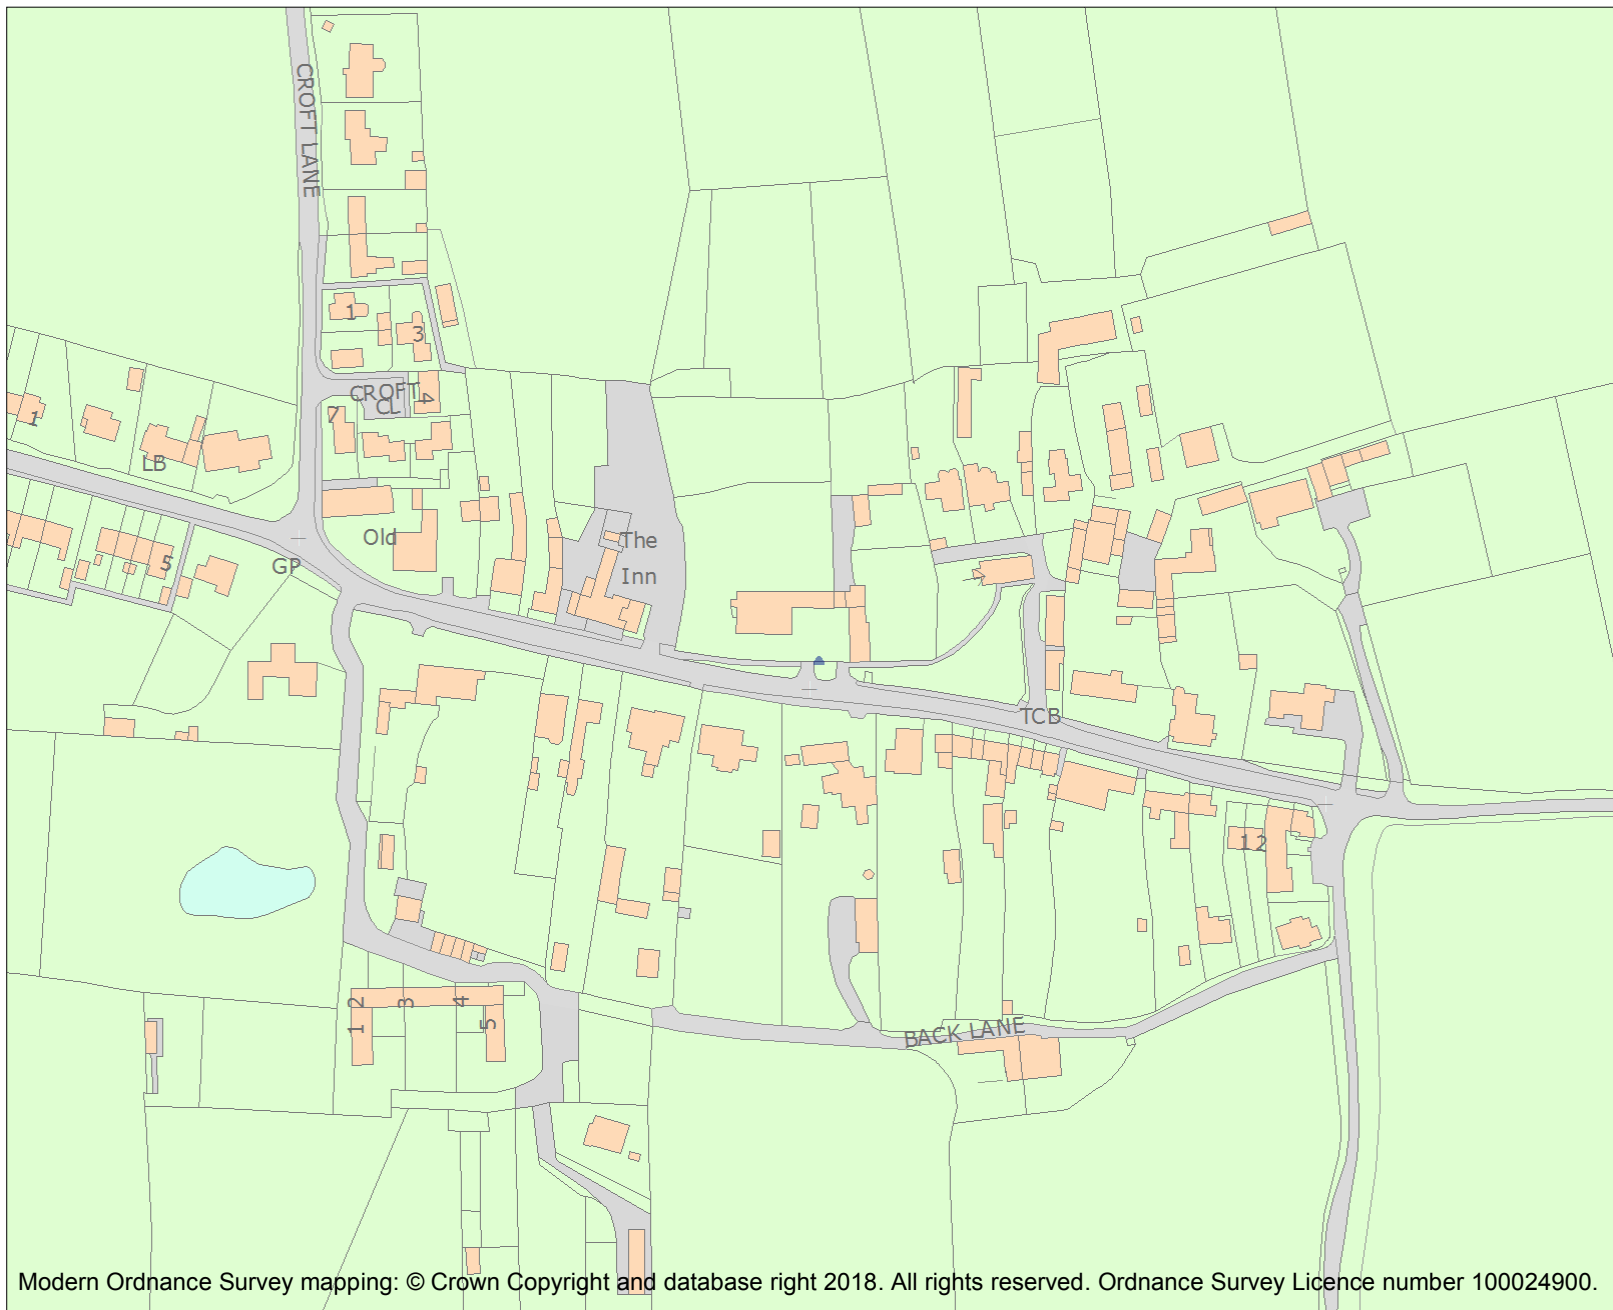 CROFT LANE
1
3
CROFT
CL
4
7
1
LB
Old
The
Inn
5
GP
TCB
1 2
2
3
4
1
5
BACK LANE
Modern Ordnance Survey mapping: © Crown Copyright and database right 2018. All rights reserved. Ordnance Survey Licence number 100024900.